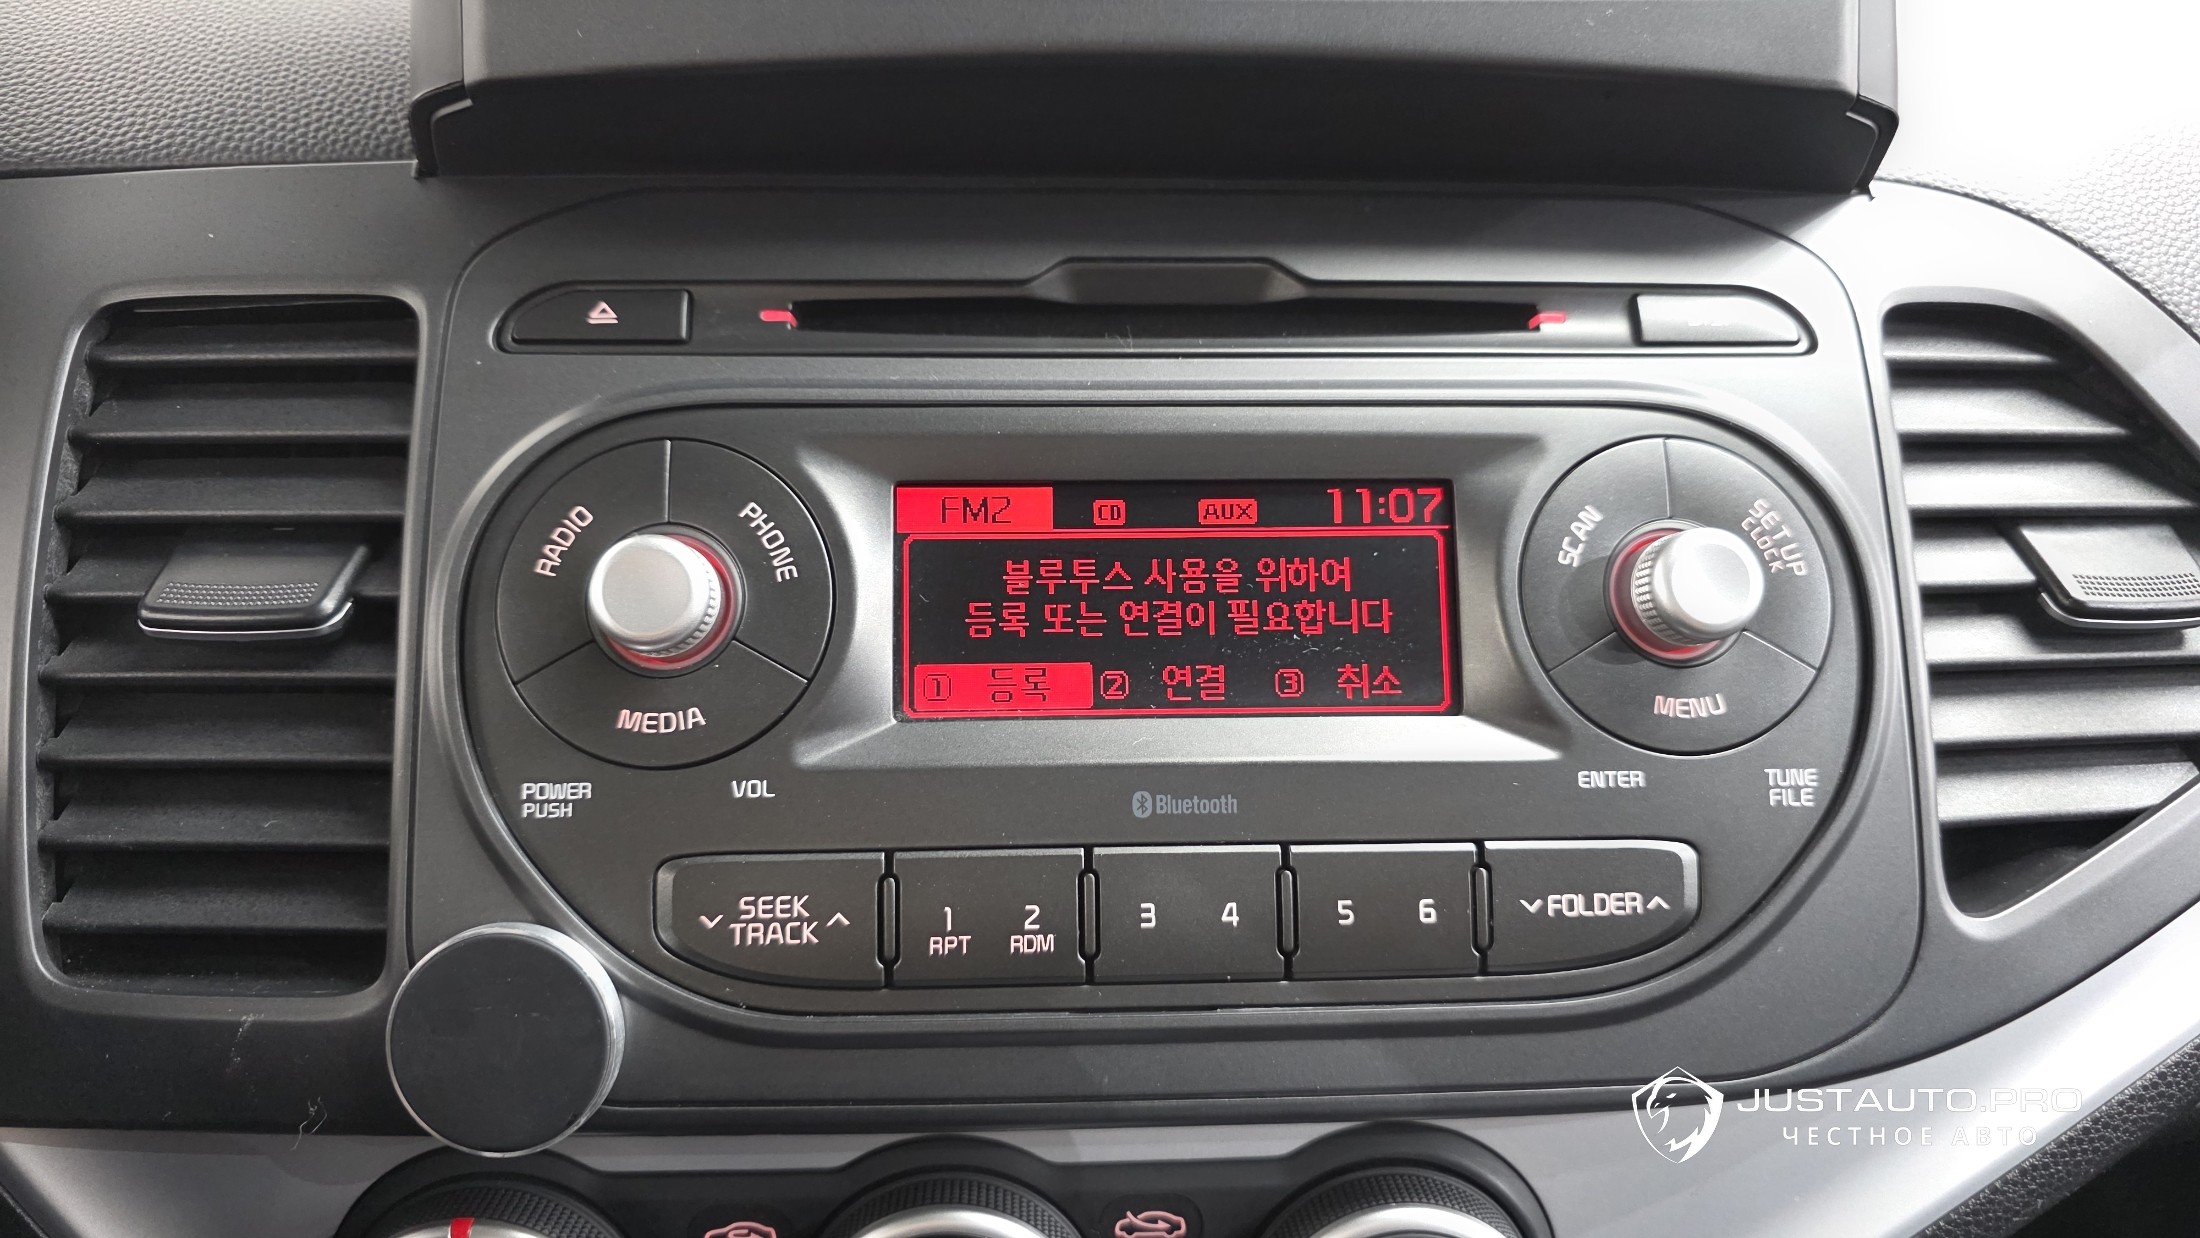 RADIO
PHONE
MEDIA
POWER
PUSH
VOL
FM2 CD AUX 11:07
블루투스 사용을 위하여
등록 또는 연결이 필요합니다
1 등록 2 연결 3 취소
Bluetooth
SCAN
SETUP
CLOCK
MENU
ENTER
TUNE
FILE
SEEK
TRACK
1
RPT
2
RDM
3 4
5 6
FOLDER
JUSTAUTO.PRO
ЧЕСТНОЕ АВТО